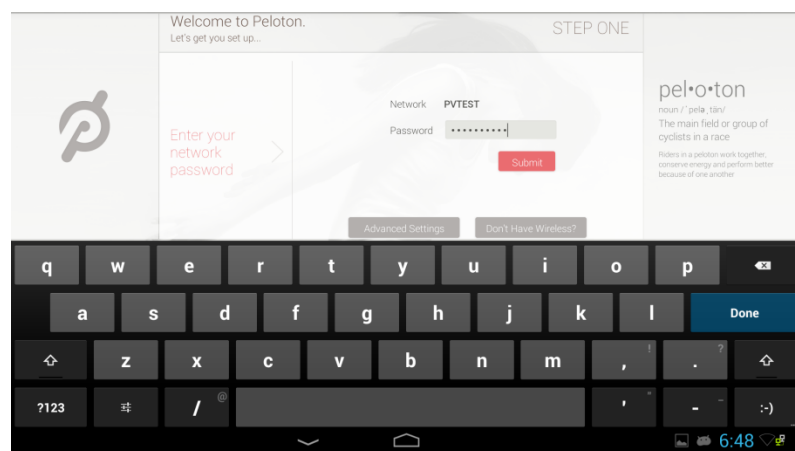 Welcome to Peloton.
Let's get you set up...
STEP ONE
Enter your
network
password
Network PVTEST
Password ••••••••••
Submit
Advanced Settings
Don't Have Wireless?
pel•o•ton
noun /ˈpeləˌtän/
The main field or group of
cyclists in a race
Riders in a peloton work together,
conserve energy and perform better
because of one another
q w e r t y u i o p
a s d f g h j k l Done
z x c v b n m , ! . ?
?123 / @ ' " - _ :-)
6:48